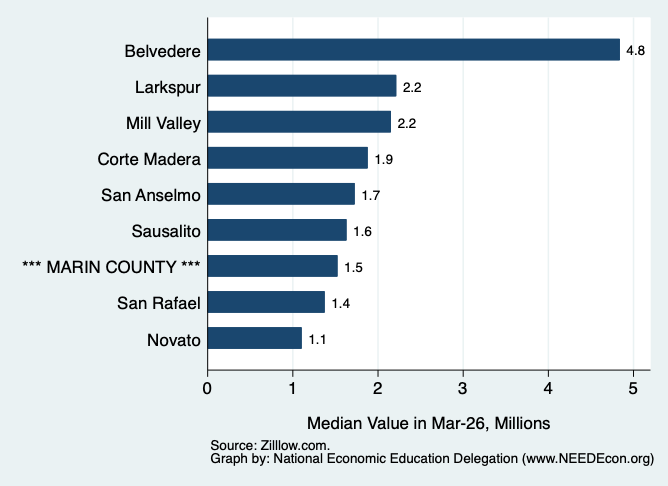 Belvedere 4.8
Larkspur 2.2
Mill Valley 2.2
Corte Madera 1.9
San Anselmo 1.7
Sausalito 1.6
*** MARIN COUNTY *** 1.5
San Rafael 1.4
Novato 1.1
0 1 2 3 4 5
Median Value in Mar-26, Millions
Source: Zilllow.com.
Graph by: National Economic Education Delegation (www.NEEDEcon.org)